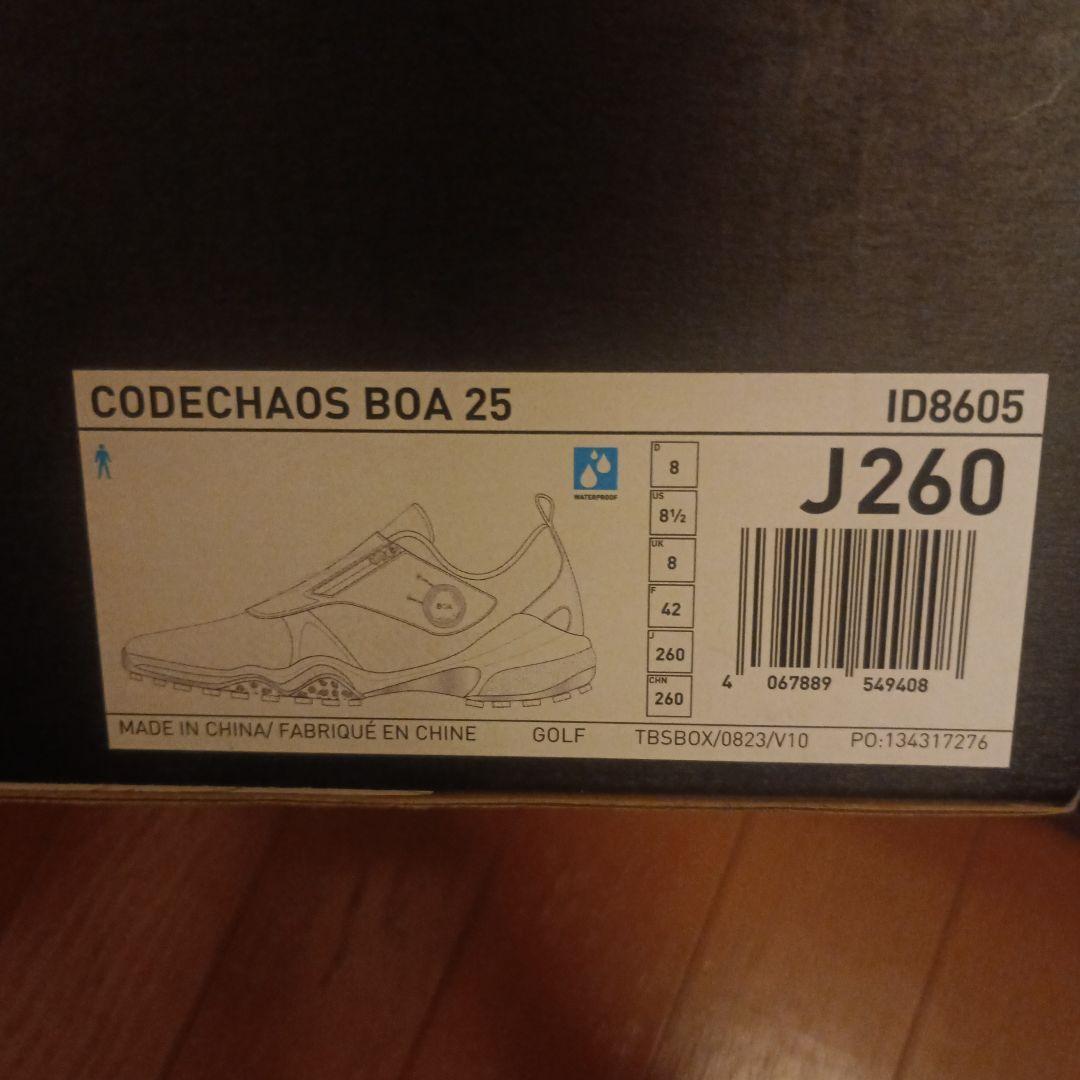 CODECHAOS BOA 25 ID8605
WATERPROOF
BOA
D 8
US 8½
UK 8
F 42
J 260
CHN 260
J260
4 067889 549408
MADE IN CHINA/ FABRIQUÉ EN CHINE GOLF TBSBOX/0823/V10 PO:134317276